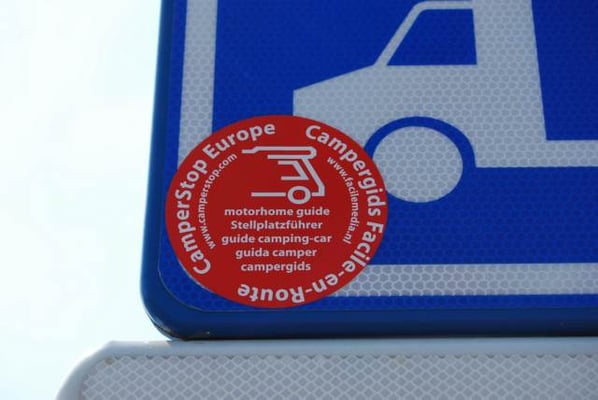 CamperStop Europe
www.camperstop.com
Campergids Facile-en-Route
www.facilemedia.nl
motorhome guide
Stellplatzführer
guide camping-car
guida camper
campergids